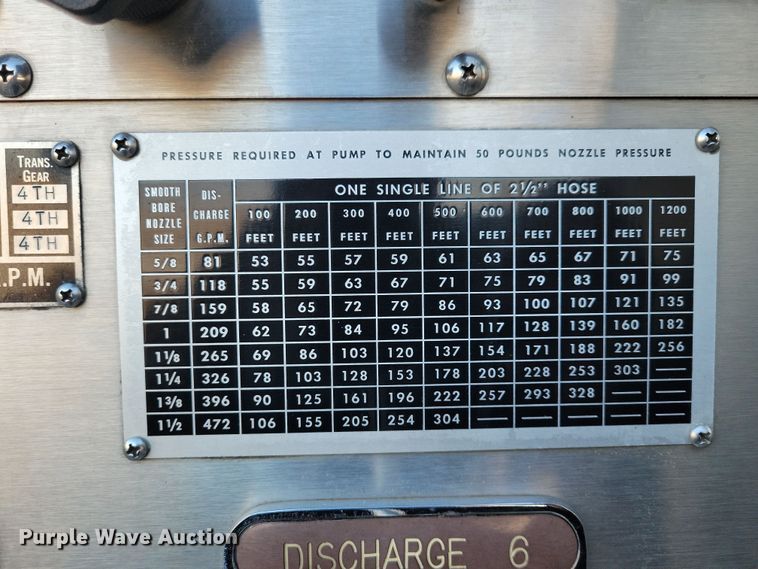 TRANS.
GEAR
4TH
4TH
4TH
.P.M.
PRESSURE REQUIRED AT PUMP TO MAINTAIN 50 POUNDS NOZZLE PRESSURE
SMOOTH BORE NOZZLE SIZE
DIS-CHARGE G.P.M.
ONE SINGLE LINE OF 2½" HOSE
100 FEET 200 FEET 300 FEET 400 FEET 500 FEET 600 FEET 700 FEET 800 FEET 1000 FEET 1200 FEET
5/8 81 53 55 57 59 61 63 65 67 71 75
3/4 118 55 59 63 67 71 75 79 83 91 99
7/8 159 58 65 72 79 86 93 100 107 121 135
1 209 62 73 84 95 106 117 128 139 160 182
1⅛ 265 69 86 103 120 137 154 171 188 222 256
1¼ 326 78 103 128 153 178 203 228 253 303 —
1⅜ 396 90 125 161 196 222 257 293 328 — —
1½ 472 106 155 205 254 304 — — — — —
Purple Wave Auction
DISCHARGE 6